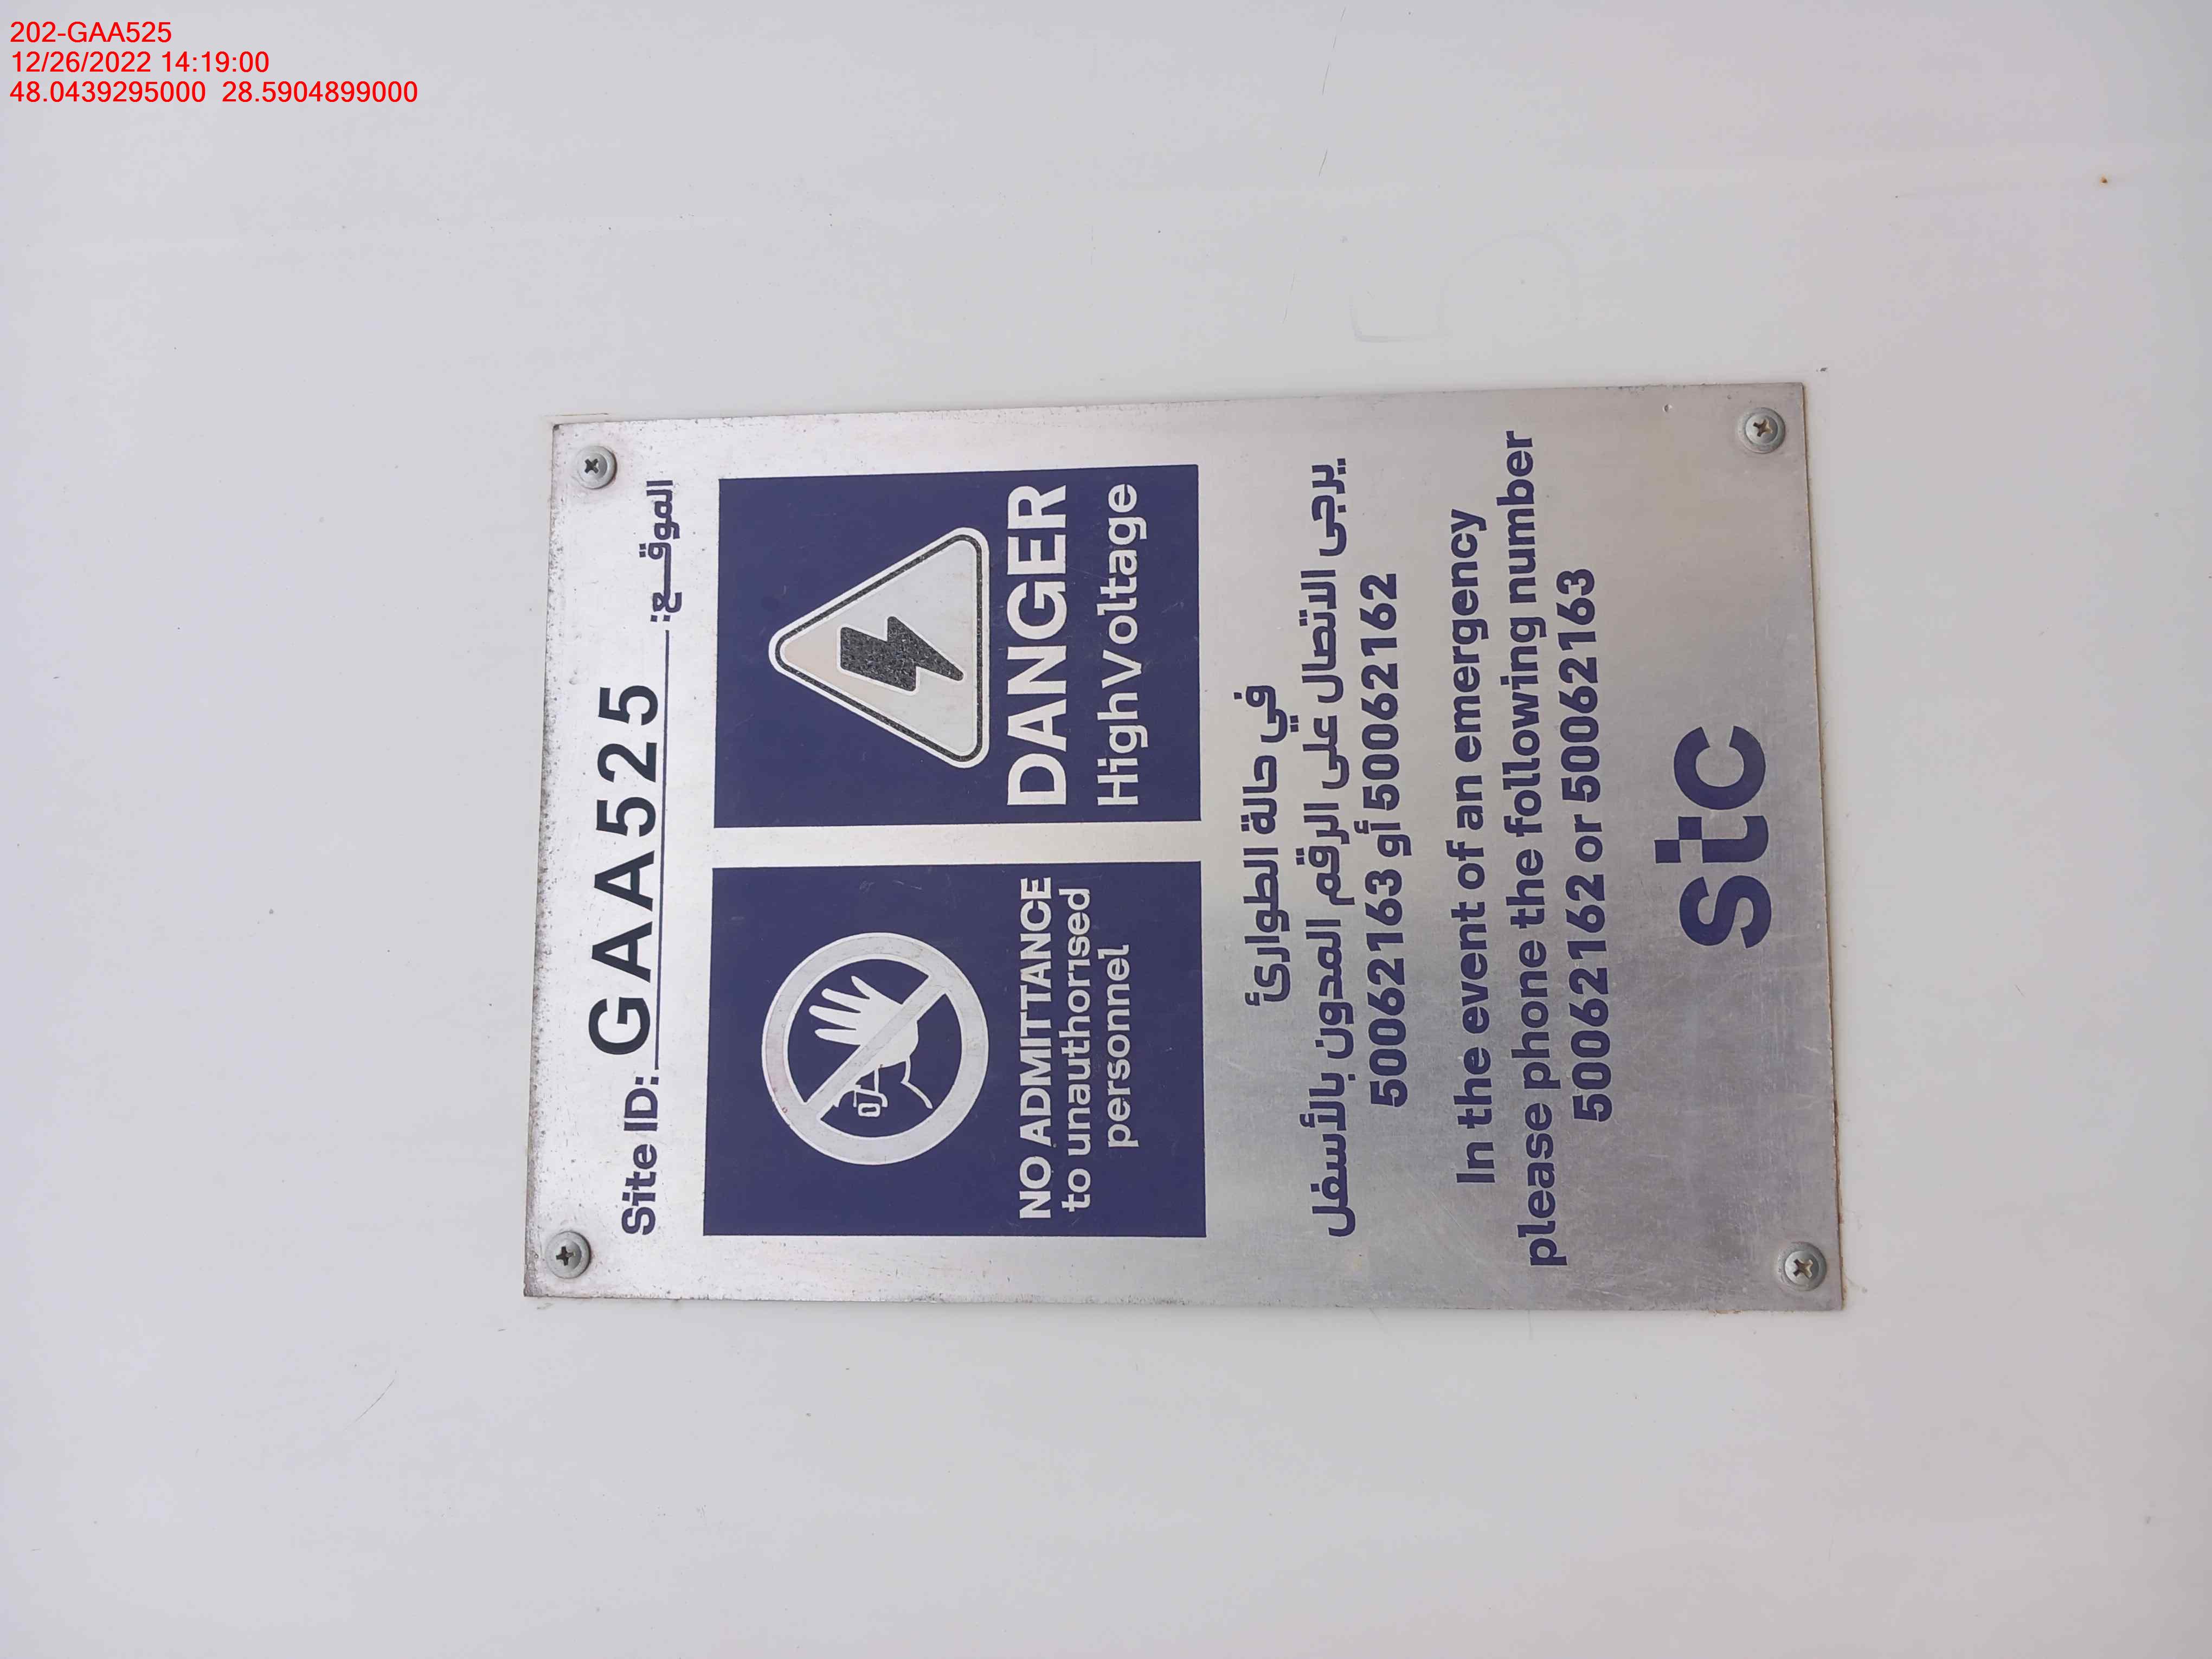 202-GAA525
12/26/2022 14:19:00
48.0439295000 28.5904899000
Site ID: GAA525 الموقع:
NO ADMITTANCE
to unauthorised
personnel
DANGER
High Voltage
في حالة الطوارئ
يرجى الاتصال على الرقم المدون بالأسفل
50062162 أو 50062163
In the event of an emergency
please phone the following number
50062162 or 50062163
stc